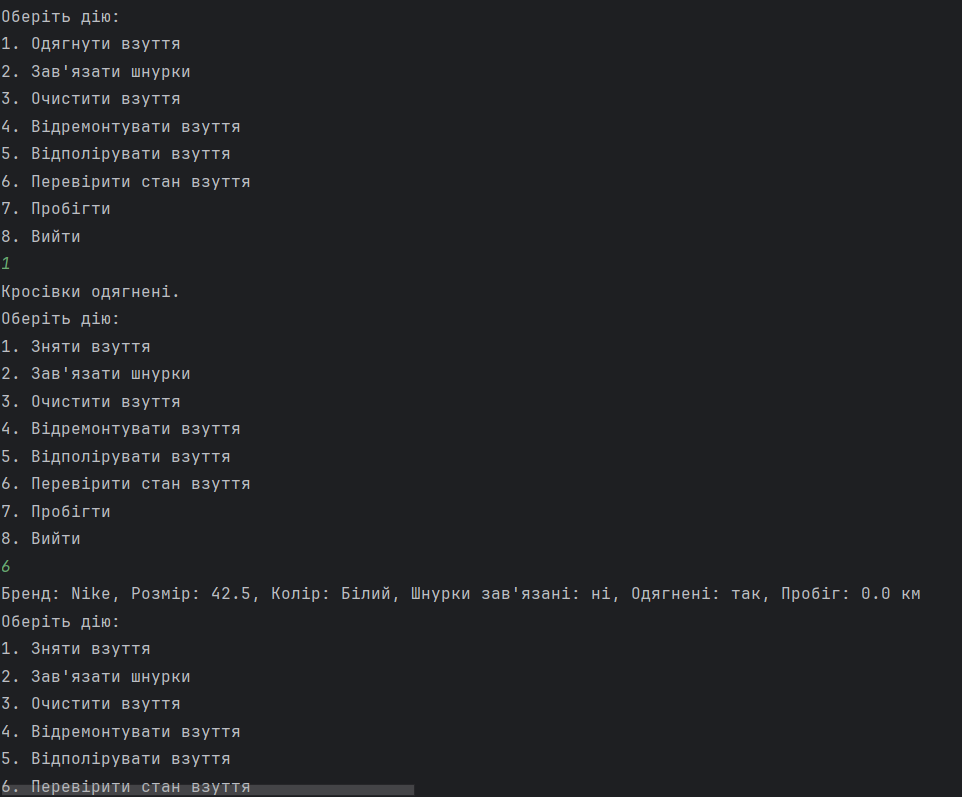 Оберіть дію:
1. Одягнути взуття
2. Зав'язати шнурки
3. Очистити взуття
4. Відремонтувати взуття
5. Відполірувати взуття
6. Перевірити стан взуття
7. Пробігти
8. Вийти
1
Кросівки одягнені.
Оберіть дію:
1. Зняти взуття
2. Зав'язати шнурки
3. Очистити взуття
4. Відремонтувати взуття
5. Відполірувати взуття
6. Перевірити стан взуття
7. Пробігти
8. Вийти
6
Бренд: Nike, Розмір: 42.5, Колір: Білий, Шнурки зав'язані: ні, Одягнені: так, Пробіг: 0.0 км
Оберіть дію:
1. Зняти взуття
2. Зав'язати шнурки
3. Очистити взуття
4. Відремонтувати взуття
5. Відполірувати взуття
6. Перевірити стан взуття